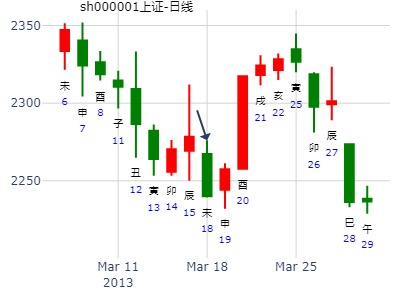 sh000001上证-日线
2350
2300
2250
未
6
申
7
酉
8
子
11
丑
12
寅
13
卯
14
辰
15
未
18
申
19
酉
20
戌
21
亥
22
寅
25
卯
26
辰
27
巳
28
午
29
Mar 11
2013
Mar 18
Mar 25